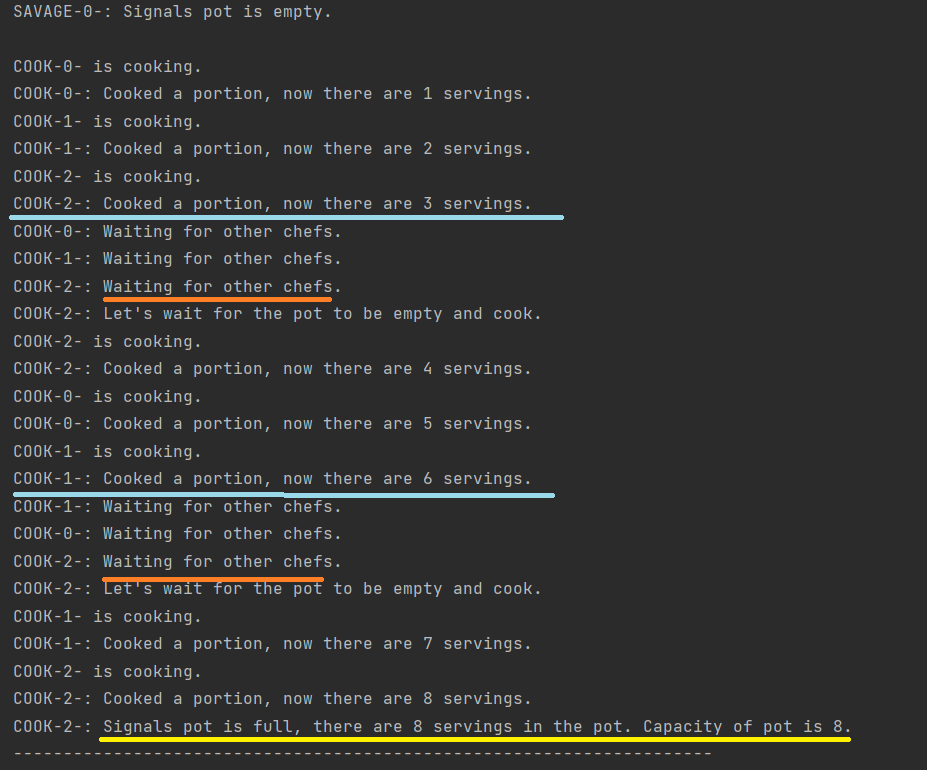 SAVAGE-0-: Signals pot is empty.
COOK-0- is cooking.
COOK-0-: Cooked a portion, now there are 1 servings.
COOK-1- is cooking.
COOK-1-: Cooked a portion, now there are 2 servings.
COOK-2- is cooking.
COOK-2-: Cooked a portion, now there are 3 servings.
COOK-0-: Waiting for other chefs.
COOK-1-: Waiting for other chefs.
COOK-2-: Waiting for other chefs.
COOK-2-: Let's wait for the pot to be empty and cook.
COOK-2- is cooking.
COOK-2-: Cooked a portion, now there are 4 servings.
COOK-0- is cooking.
COOK-0-: Cooked a portion, now there are 5 servings.
COOK-1- is cooking.
COOK-1-: Cooked a portion, now there are 6 servings.
COOK-1-: Waiting for other chefs.
COOK-0-: Waiting for other chefs.
COOK-2-: Waiting for other chefs.
COOK-2-: Let's wait for the pot to be empty and cook.
COOK-1- is cooking.
COOK-1-: Cooked a portion, now there are 7 servings.
COOK-2- is cooking.
COOK-2-: Cooked a portion, now there are 8 servings.
COOK-2-: Signals pot is full, there are 8 servings in the pot. Capacity of pot is 8.
----------------------------------------------------------------------